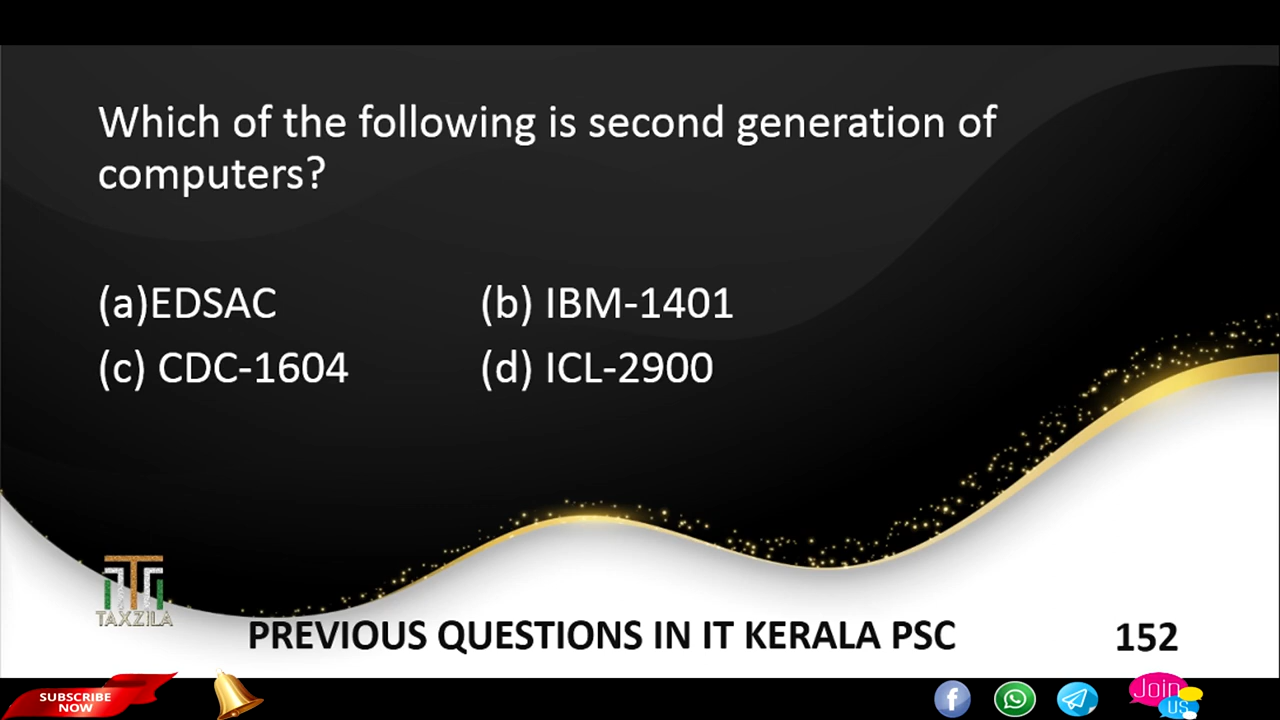 Which of the following is second generation of
computers?
(a)EDSAC (b) IBM-1401
(c) CDC-1604 (d) ICL-2900
TAXZILA
PREVIOUS QUESTIONS IN IT KERALA PSC 152
SUBSCRIBE
NOW
Join
us